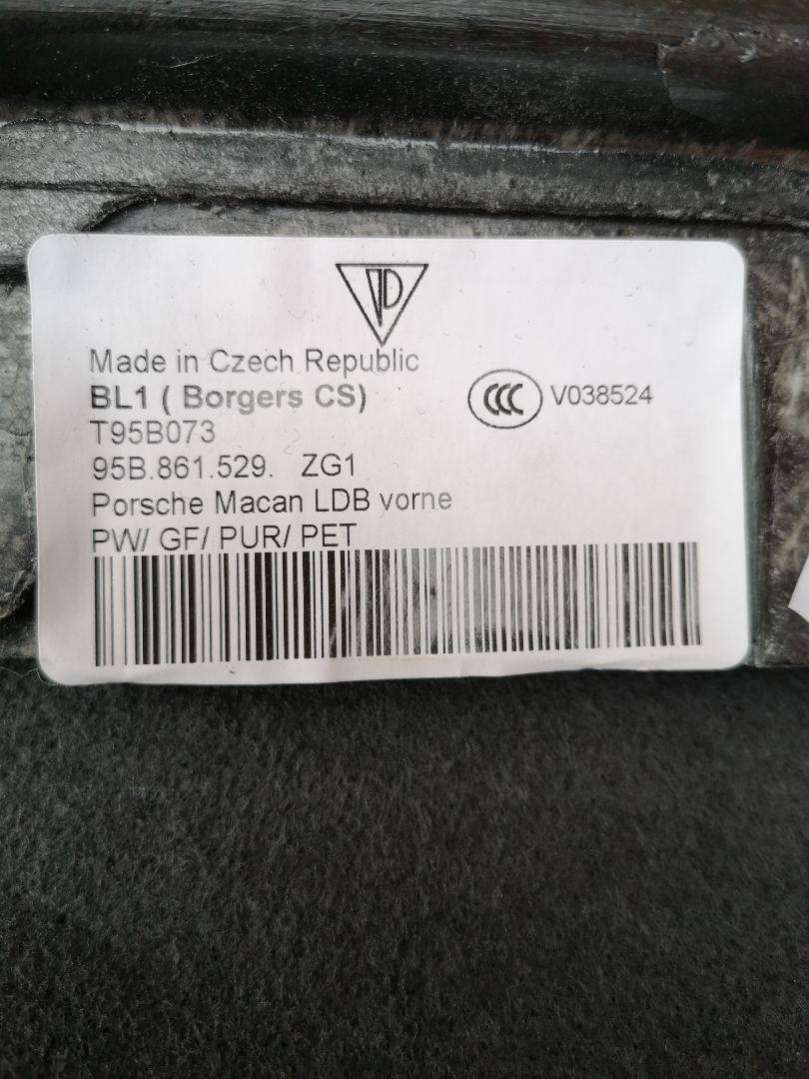 Made in Czech Republic
BL1 ( Borgers CS)
CCC V038524
T95B073
95B.861.529. ZG1
Porsche Macan LDB vorne
PW/ GF/ PUR/ PET